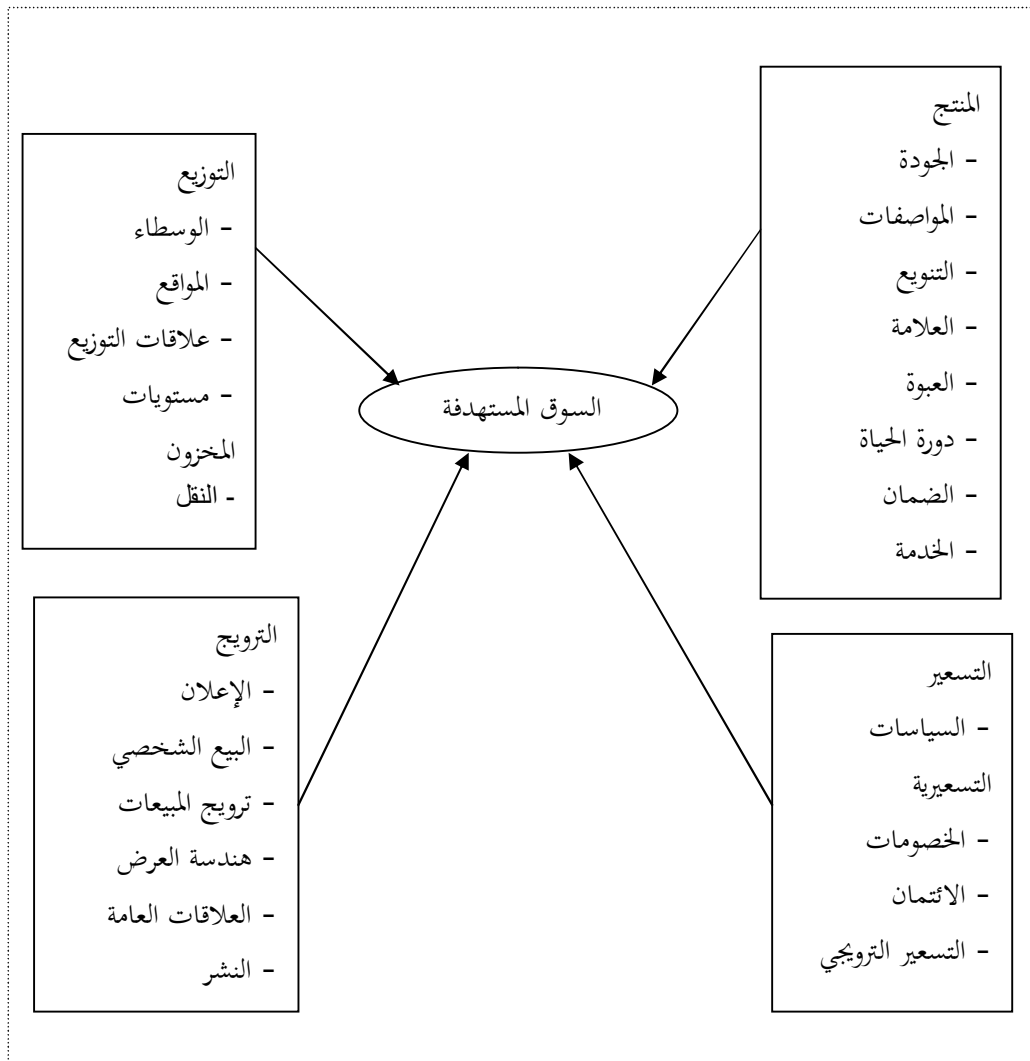 المنتج
- الجودة
- المواصفات
- التنويع
- العلامة
- العبوة
- دورة الحياة
- الضمان
- الخدمة
التوزيع
- الوسطاء
- المواقع
- علاقات التوزيع
- مستويات
المخزون
- النقل
السوق المستهدفة
التسعير
- السياسات
التسعيرية
- الخصومات
- الائتمان
- التسعير الترويجي
الترويج
- الإعلان
- البيع الشخصي
- ترويج المبيعات
- هندسة العرض
- العلاقات العامة
- النشر